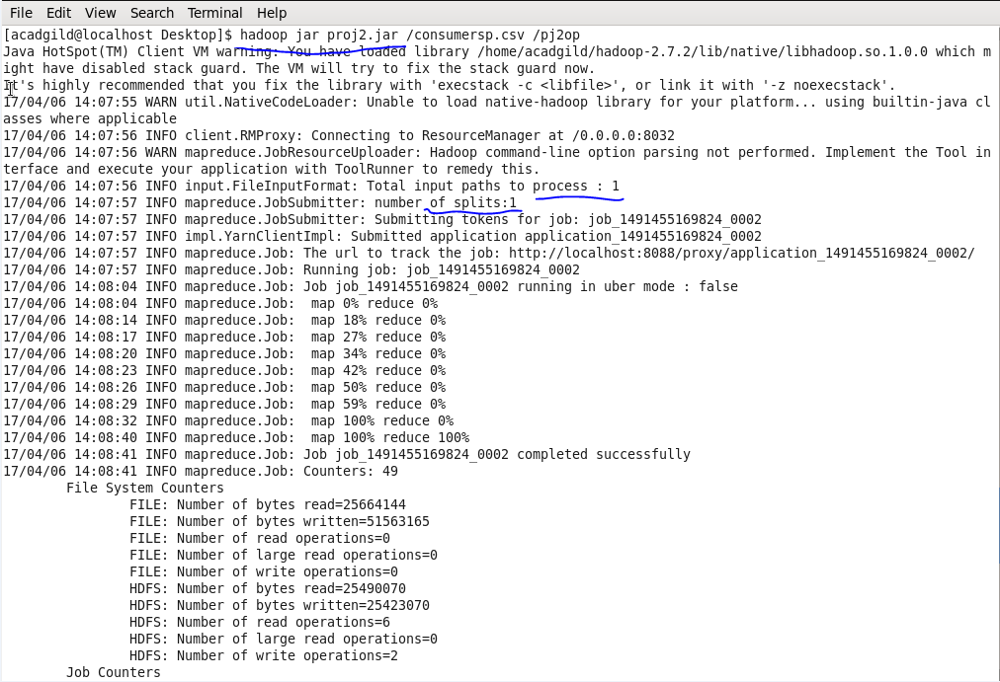 File Edit View Search Terminal Help
[acadgild@localhost Desktop]$ hadoop jar proj2.jar /consumersp.csv /pj2op
Java HotSpot(TM) Client VM warning: You have loaded library /home/acadgild/hadoop-2.7.2/lib/native/libhadoop.so.1.0.0 which m
ight have disabled stack guard. The VM will try to fix the stack guard now.
It's highly recommended that you fix the library with 'execstack -c <libfile>', or link it with '-z noexecstack'.
17/04/06 14:07:55 WARN util.NativeCodeLoader: Unable to load native-hadoop library for your platform... using builtin-java cl
asses where applicable
17/04/06 14:07:56 INFO client.RMProxy: Connecting to ResourceManager at /0.0.0.0:8032
17/04/06 14:07:56 WARN mapreduce.JobResourceUploader: Hadoop command-line option parsing not performed. Implement the Tool in
terface and execute your application with ToolRunner to remedy this.
17/04/06 14:07:56 INFO input.FileInputFormat: Total input paths to process : 1
17/04/06 14:07:57 INFO mapreduce.JobSubmitter: number of splits:1
17/04/06 14:07:57 INFO mapreduce.JobSubmitter: Submitting tokens for job: job_1491455169824_0002
17/04/06 14:07:57 INFO impl.YarnClientImpl: Submitted application application_1491455169824_0002
17/04/06 14:07:57 INFO mapreduce.Job: The url to track the job: http://localhost:8088/proxy/application_1491455169824_0002/
17/04/06 14:07:57 INFO mapreduce.Job: Running job: job_1491455169824_0002
17/04/06 14:08:04 INFO mapreduce.Job: Job job_1491455169824_0002 running in uber mode : false
17/04/06 14:08:04 INFO mapreduce.Job:  map 0% reduce 0%
17/04/06 14:08:14 INFO mapreduce.Job:  map 18% reduce 0%
17/04/06 14:08:17 INFO mapreduce.Job:  map 27% reduce 0%
17/04/06 14:08:20 INFO mapreduce.Job:  map 34% reduce 0%
17/04/06 14:08:23 INFO mapreduce.Job:  map 42% reduce 0%
17/04/06 14:08:26 INFO mapreduce.Job:  map 50% reduce 0%
17/04/06 14:08:29 INFO mapreduce.Job:  map 59% reduce 0%
17/04/06 14:08:32 INFO mapreduce.Job:  map 100% reduce 0%
17/04/06 14:08:40 INFO mapreduce.Job:  map 100% reduce 100%
17/04/06 14:08:41 INFO mapreduce.Job: Job job_1491455169824_0002 completed successfully
17/04/06 14:08:41 INFO mapreduce.Job: Counters: 49
File System Counters
FILE: Number of bytes read=25664144
FILE: Number of bytes written=51563165
FILE: Number of read operations=0
FILE: Number of large read operations=0
FILE: Number of write operations=0
HDFS: Number of bytes read=25490070
HDFS: Number of bytes written=25423070
HDFS: Number of read operations=6
HDFS: Number of large read operations=0
HDFS: Number of write operations=2
Job Counters